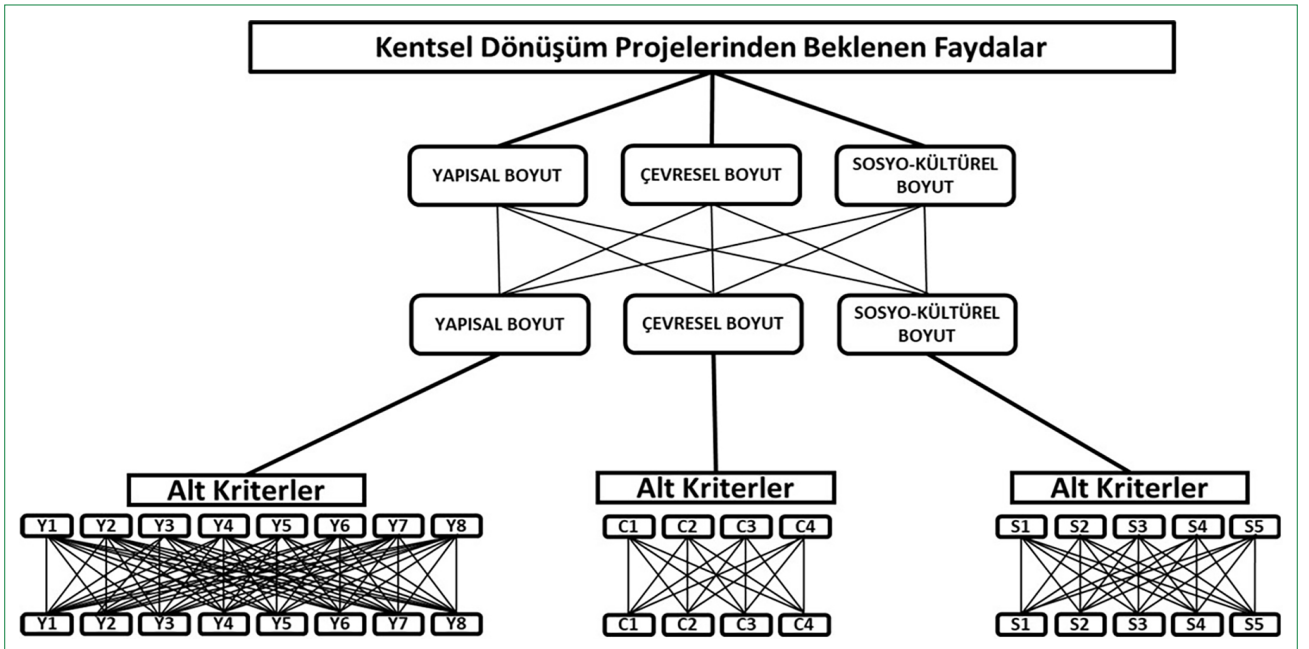 Kentsel Dönüşüm Projelerinden Beklenen Faydalar
YAPISAL BOYUT
ÇEVRESEL BOYUT
SOSYO-KÜLTÜREL
BOYUT
YAPISAL BOYUT
ÇEVRESEL BOYUT
SOSYO-KÜLTÜREL
BOYUT
Alt Kriterler
Alt Kriterler
Alt Kriterler
Y1 Y2 Y3 Y4 Y5 Y6 Y7 Y8
C1 C2 C3 C4
S1 S2 S3 S4 S5
Y1 Y2 Y3 Y4 Y5 Y6 Y7 Y8
C1 C2 C3 C4
S1 S2 S3 S4 S5